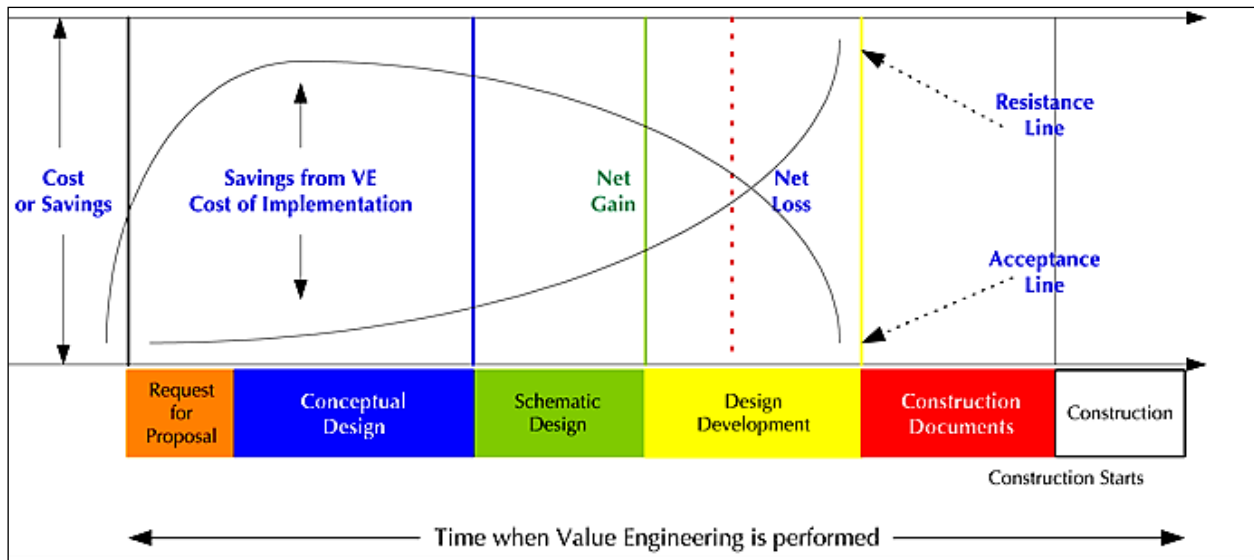 Resistance
Line
Cost
or Savings
Savings from VE
Cost of Implementation
Net
Gain
Net
Loss
Acceptance
Line
Request
for
Proposal
Conceptual
Design
Schematic
Design
Design
Development
Construction
Documents
Construction
Construction Starts
Time when Value Engineering is performed